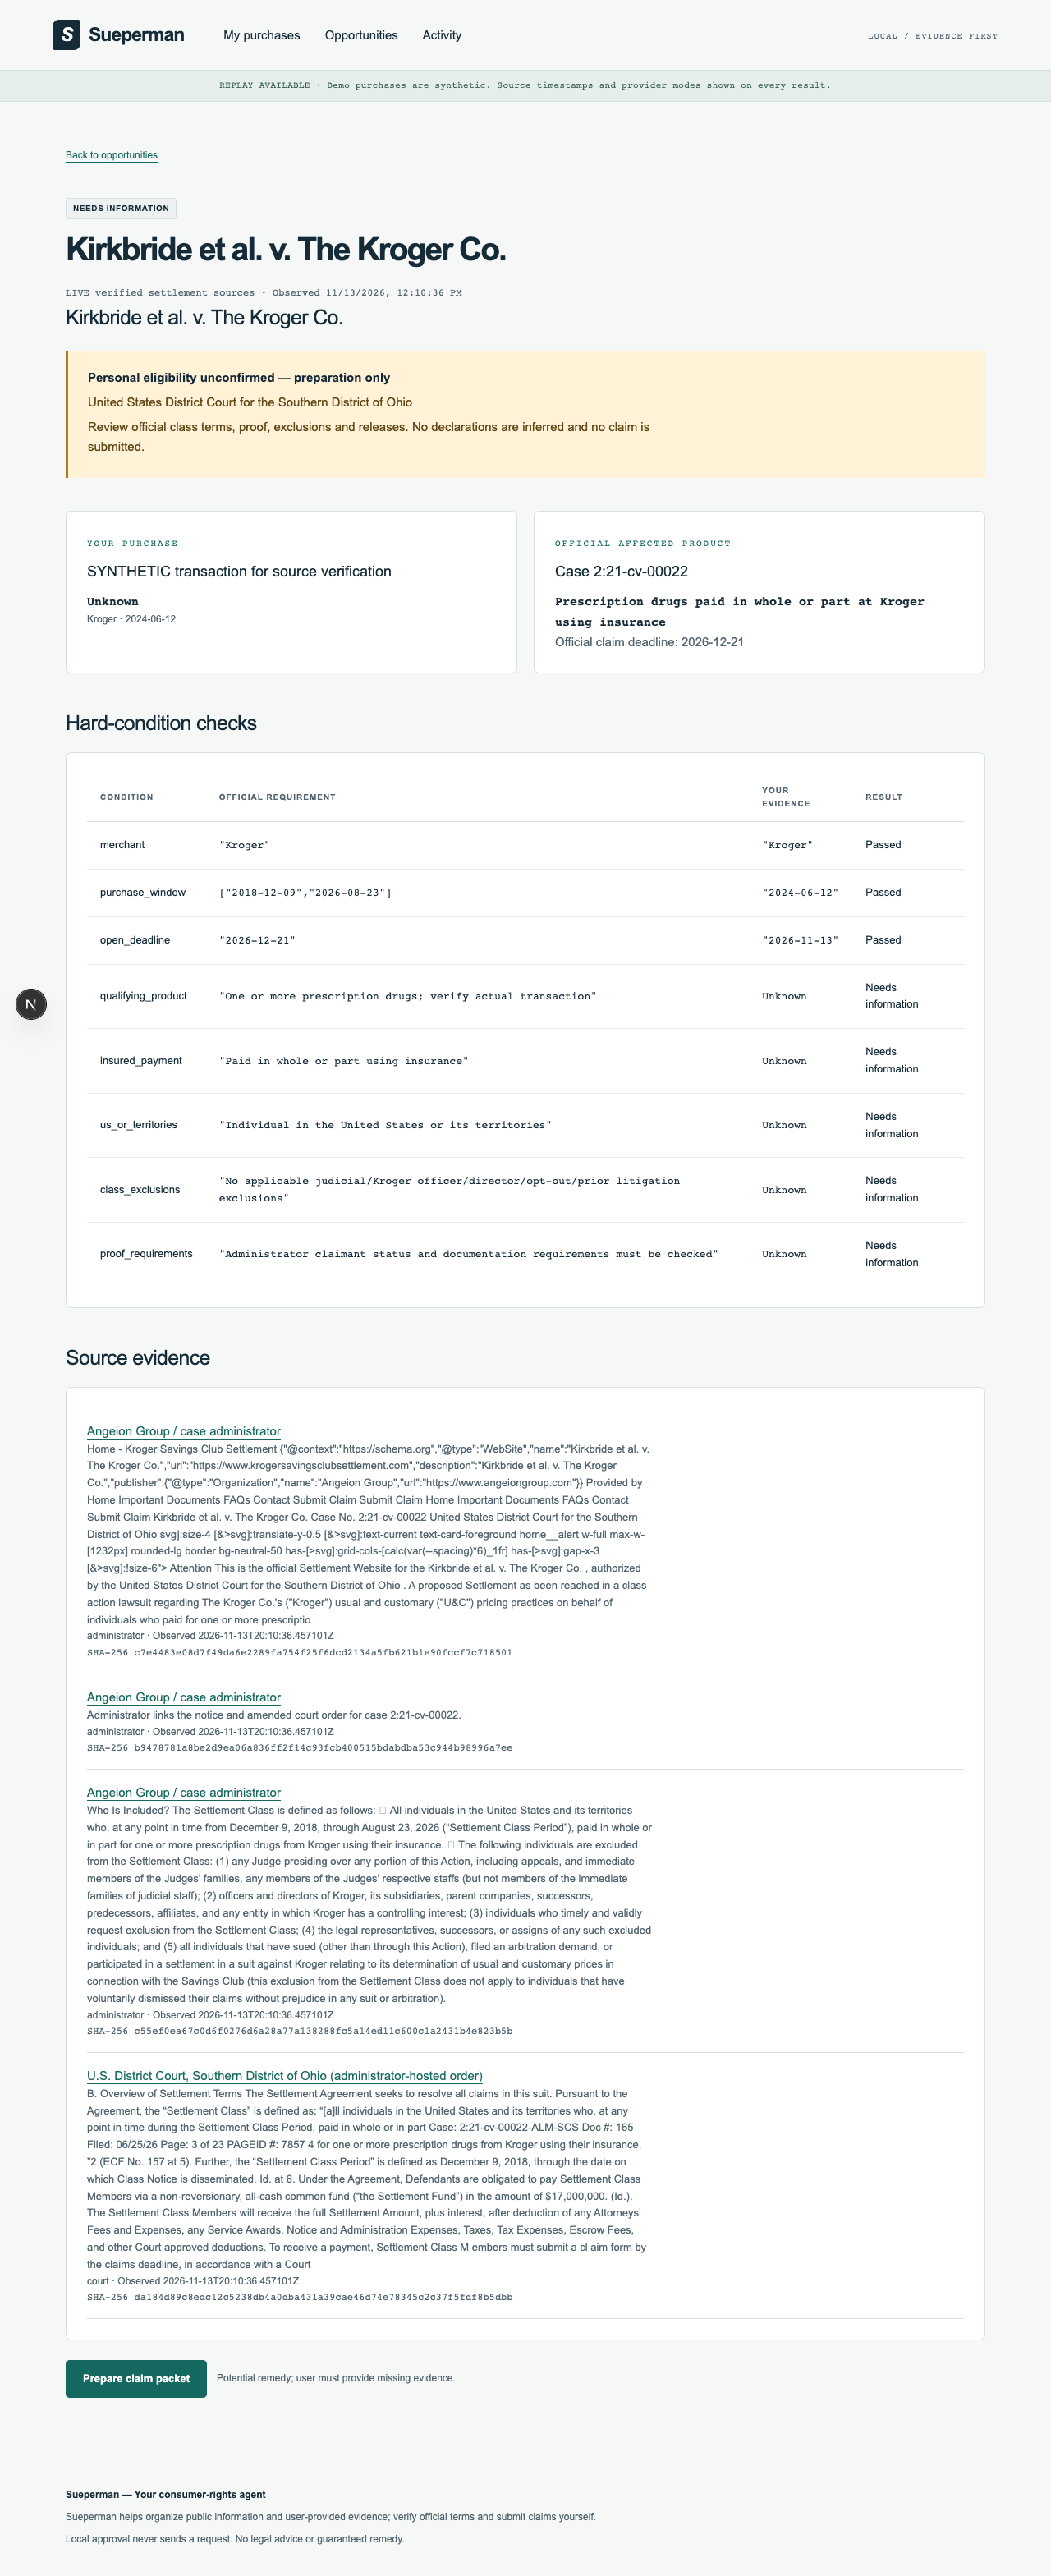 S Sueperman My purchases Opportunities Activity LOCAL / EVIDENCE FIRST
REPLAY AVAILABLE · Demo purchases are synthetic. Source timestamps and provider modes shown on every result.
Back to opportunities
NEEDS INFORMATION
Kirkbride et al. v. The Kroger Co.
LIVE verified settlement sources · Observed 11/13/2026, 12:10:36 PM
Kirkbride et al. v. The Kroger Co.
Personal eligibility unconfirmed — preparation only
United States District Court for the Southern District of Ohio
Review official class terms, proof, exclusions and releases. No declarations are inferred and no claim is
submitted.
YOUR PURCHASE
SYNTHETIC transaction for source verification
Unknown
Kroger · 2024-06-12
OFFICIAL AFFECTED PRODUCT
Case 2:21-cv-00022
Prescription drugs paid in whole or part at Kroger
using insurance
Official claim deadline: 2026-12-21
Hard-condition checks
CONDITION OFFICIAL REQUIREMENT YOUR EVIDENCE RESULT
merchant "Kroger" "Kroger" Passed
purchase_window ["2018-12-09","2026-08-23"] "2024-06-12" Passed
open_deadline "2026-12-21" "2026-11-13" Passed
qualifying_product "One or more prescription drugs; verify actual transaction" Unknown Needs information
insured_payment "Paid in whole or part using insurance" Unknown Needs information
us_or_territories "Individual in the United States or its territories" Unknown Needs information
class_exclusions "No applicable judicial/Kroger officer/director/opt-out/prior litigation exclusions" Unknown Needs information
proof_requirements "Administrator claimant status and documentation requirements must be checked" Unknown Needs information
N
Source evidence
Angeion Group / case administrator
Home - Kroger Savings Club Settlement {"@context":"https://schema.org","@type":"WebSite","name":"Kirkbride et al. v.
The Kroger Co.","url":"https://www.krogersavingsclubsettlement.com","description":"Kirkbride et al. v. The Kroger
Co.","publisher":{"@type":"Organization","name":"Angeion Group","url":"https://www.angeiongroup.com"}} Provided by
Home Important Documents FAQs Contact Submit Claim Submit Claim Home Important Documents FAQs Contact
Submit Claim Kirkbride et al. v. The Kroger Co. Case No. 2:21-cv-00022 United States District Court for the Southern
District of Ohio svg]:size-4 [&>svg]:translate-y-0.5 [&>svg]:text-current text-card-foreground home__alert w-full max-w-
[1232px] rounded-lg border bg-neutral-50 has-[>svg]:grid-cols-[calc(var(--spacing)*6)_1fr] has-[>svg]:gap-x-3
[&>svg]:!size-6"> Attention This is the official Settlement Website for the Kirkbride et al. v. The Kroger Co. , authorized
by the United States District Court for the Southern District of Ohio . A proposed Settlement as been reached in a class
action lawsuit regarding The Kroger Co.'s ("Kroger") usual and customary ("U&C") pricing practices on behalf of
individuals who paid for one or more prescriptio
administrator · Observed 2026-11-13T20:10:36.457101Z
SHA-256 c7e4483e08d7f49da6e2289fa754f25f6dcd2134a5fb621b1e90fccf7c718501
Angeion Group / case administrator
Administrator links the notice and amended court order for case 2:21-cv-00022.
administrator · Observed 2026-11-13T20:10:36.457101Z
SHA-256 b9478781a8be2d9ea06a836ff2f14c93fcb400515bdabdba53c944b98996a7ee
Angeion Group / case administrator
Who Is Included? The Settlement Class is defined as follows: □ All individuals in the United States and its territories
who, at any point in time from December 9, 2018, through August 23, 2026 (“Settlement Class Period”), paid in whole or
in part for one or more prescription drugs from Kroger using their insurance. □ The following individuals are excluded
from the Settlement Class: (1) any Judge presiding over any portion of this Action, including appeals, and immediate
members of the Judges’ families, any members of the Judges’ respective staffs (but not members of the immediate
families of judicial staff); (2) officers and directors of Kroger, its subsidiaries, parent companies, successors,
predecessors, affiliates, and any entity in which Kroger has a controlling interest; (3) individuals who timely and validly
request exclusion from the Settlement Class; (4) the legal representatives, successors, or assigns of any such excluded
individuals; and (5) all individuals that have sued (other than through this Action), filed an arbitration demand, or
participated in a settlement in a suit against Kroger relating to its determination of usual and customary prices in
connection with the Savings Club (this exclusion from the Settlement Class does not apply to individuals that have
voluntarily dismissed their claims without prejudice in any suit or arbitration).
administrator · Observed 2026-11-13T20:10:36.457101Z
SHA-256 c55ef0ea67c0d6f0276d6a28a77a138288fc5a14ed11c600c1a2431b4e823b5b
U.S. District Court, Southern District of Ohio (administrator-hosted order)
B. Overview of Settlement Terms The Settlement Agreement seeks to resolve all claims in this suit. Pursuant to the
Agreement, the “Settlement Class” is defined as: “[a]ll individuals in the United States and its territories who, at any
point in time during the Settlement Class Period, paid in whole or in part Case: 2:21-cv-00022-ALM-SCS Doc #: 165
Filed: 06/25/26 Page: 3 of 23 PAGEID #: 7857 4 for one or more prescription drugs from Kroger using their insurance.
”2 (ECF No. 157 at 5). Further, the “Settlement Class Period” is defined as December 9, 2018, through the date on
which Class Notice is disseminated. Id. at 6. Under the Agreement, Defendants are obligated to pay Settlement Class
Members via a non-reversionary, all-cash common fund (“the Settlement Fund”) in the amount of $17,000,000. (Id.).
The Settlement Class Members will receive the full Settlement Amount, plus interest, after deduction of any Attorneys’
Fees and Expenses, any Service Awards, Notice and Administration Expenses, Taxes, Tax Expenses, Escrow Fees,
and other Court approved deductions. To receive a payment, Settlement Class M embers must submit a cl aim form by
the claims deadline, in accordance with a Court
court · Observed 2026-11-13T20:10:36.457101Z
SHA-256 da184d89c8edc12c5238db4a0dba431a39cae46d74e78345c2c37f5fdf8b5dbb
Prepare claim packet Potential remedy; user must provide missing evidence.
Sueperman — Your consumer-rights agent
Sueperman helps organize public information and user-provided evidence; verify official terms and submit claims yourself.
Local approval never sends a request. No legal advice or guaranteed remedy.